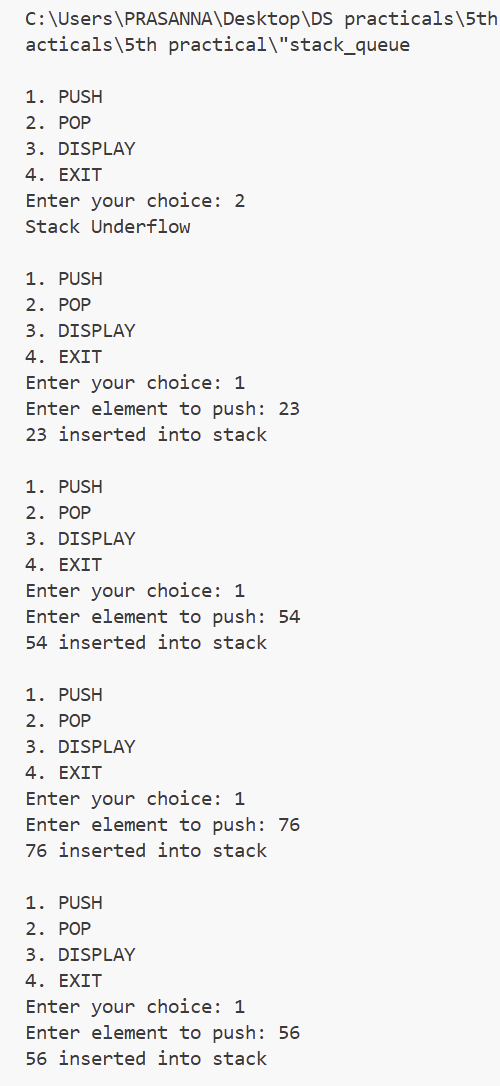 C:\Users\PRASANNA\Desktop\DS practicals\5th
acticals\5th practical\"stack_queue
1. PUSH
2. POP
3. DISPLAY
4. EXIT
Enter your choice: 2
Stack Underflow
1. PUSH
2. POP
3. DISPLAY
4. EXIT
Enter your choice: 1
Enter element to push: 23
23 inserted into stack
1. PUSH
2. POP
3. DISPLAY
4. EXIT
Enter your choice: 1
Enter element to push: 54
54 inserted into stack
1. PUSH
2. POP
3. DISPLAY
4. EXIT
Enter your choice: 1
Enter element to push: 76
76 inserted into stack
1. PUSH
2. POP
3. DISPLAY
4. EXIT
Enter your choice: 1
Enter element to push: 56
56 inserted into stack